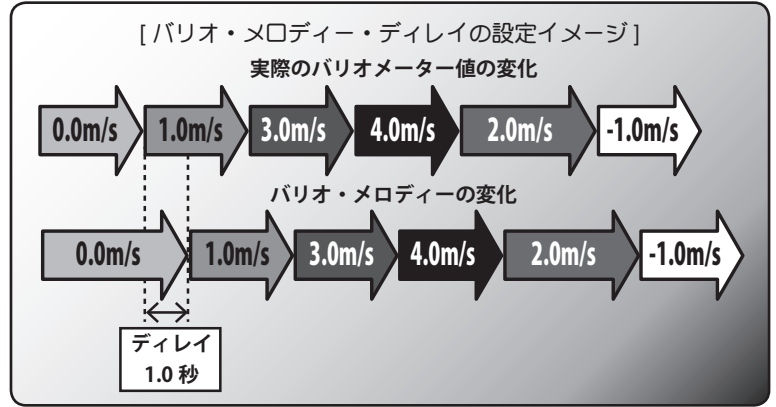 [ バリオ・メロディー・ディレイの設定イメージ ]
実際のバリオメーター値の変化
0.0m/s 1.0m/s 3.0m/s 4.0m/s 2.0m/s -1.0m/s
バリオ・メロディーの変化
0.0m/s 1.0m/s 3.0m/s 4.0m/s 2.0m/s -1.0m/s
ディレイ
1.0 秒